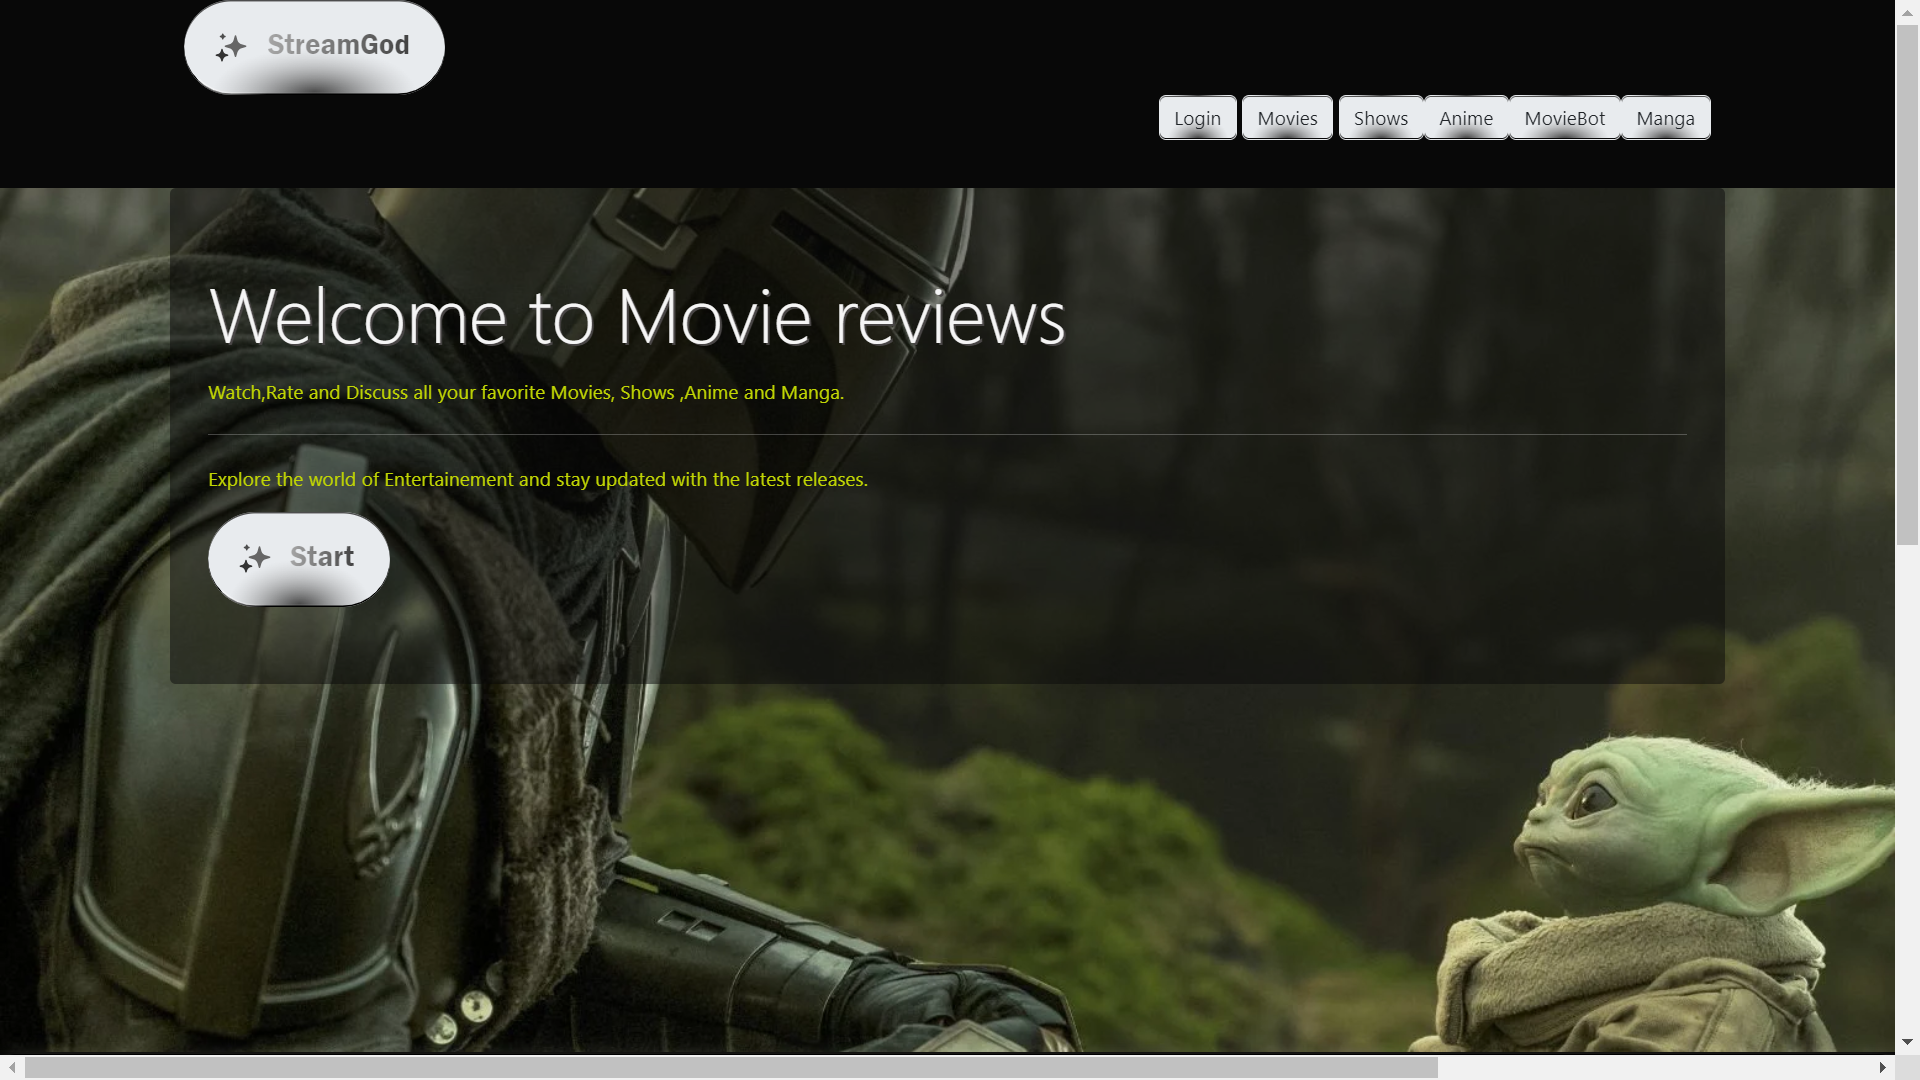 StreamGod
Login Movies Shows Anime MovieBot Manga
Welcome to Movie reviews
Watch,Rate and Discuss all your favorite Movies, Shows ,Anime and Manga.
Explore the world of Entertainement and stay updated with the latest releases.
Start